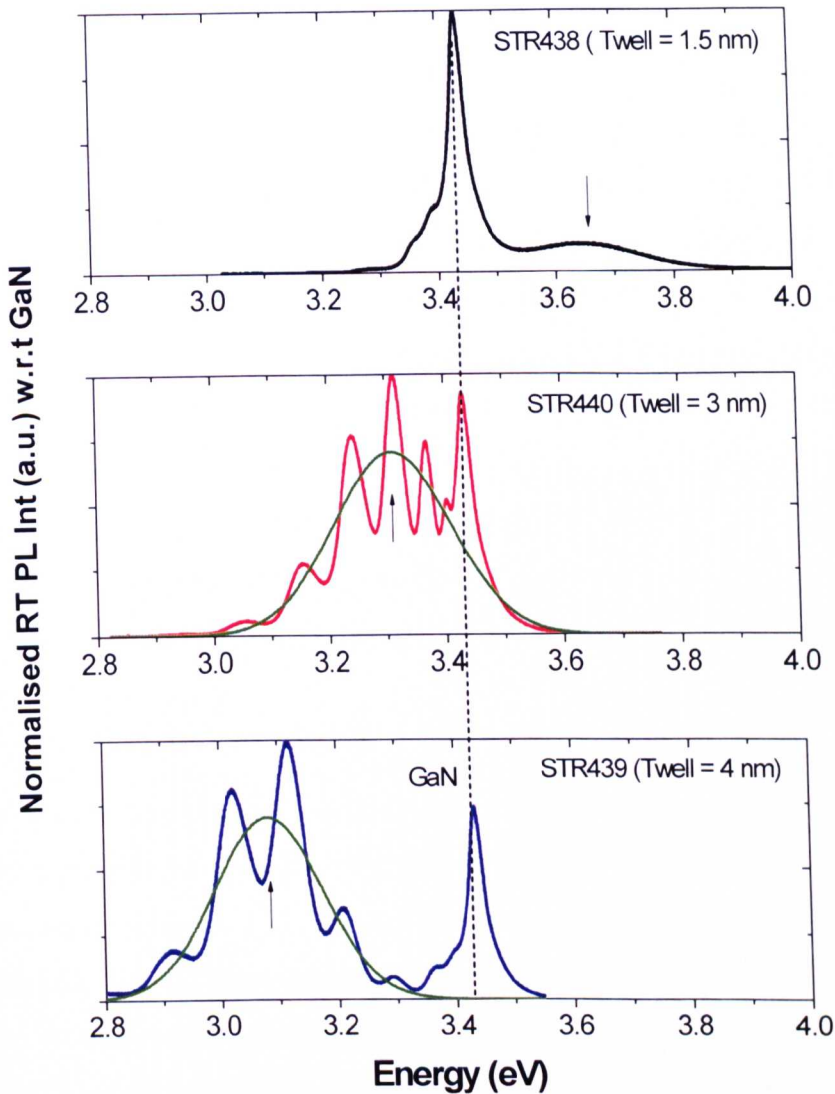 STR438 ( Twell = 1.5 nm)
2.8 3.0 3.2 3.4 3.6 3.8 4.0
STR440 (Twell = 3 nm)
2.8 3.0 3.2 3.4 3.6 3.8 4.0
GaN
STR439 (Twell = 4 nm)
2.8 3.0 3.2 3.4 3.6 3.8 4.0
Energy (eV)
Normalised RT PL Int (a.u.) w.r.t GaN